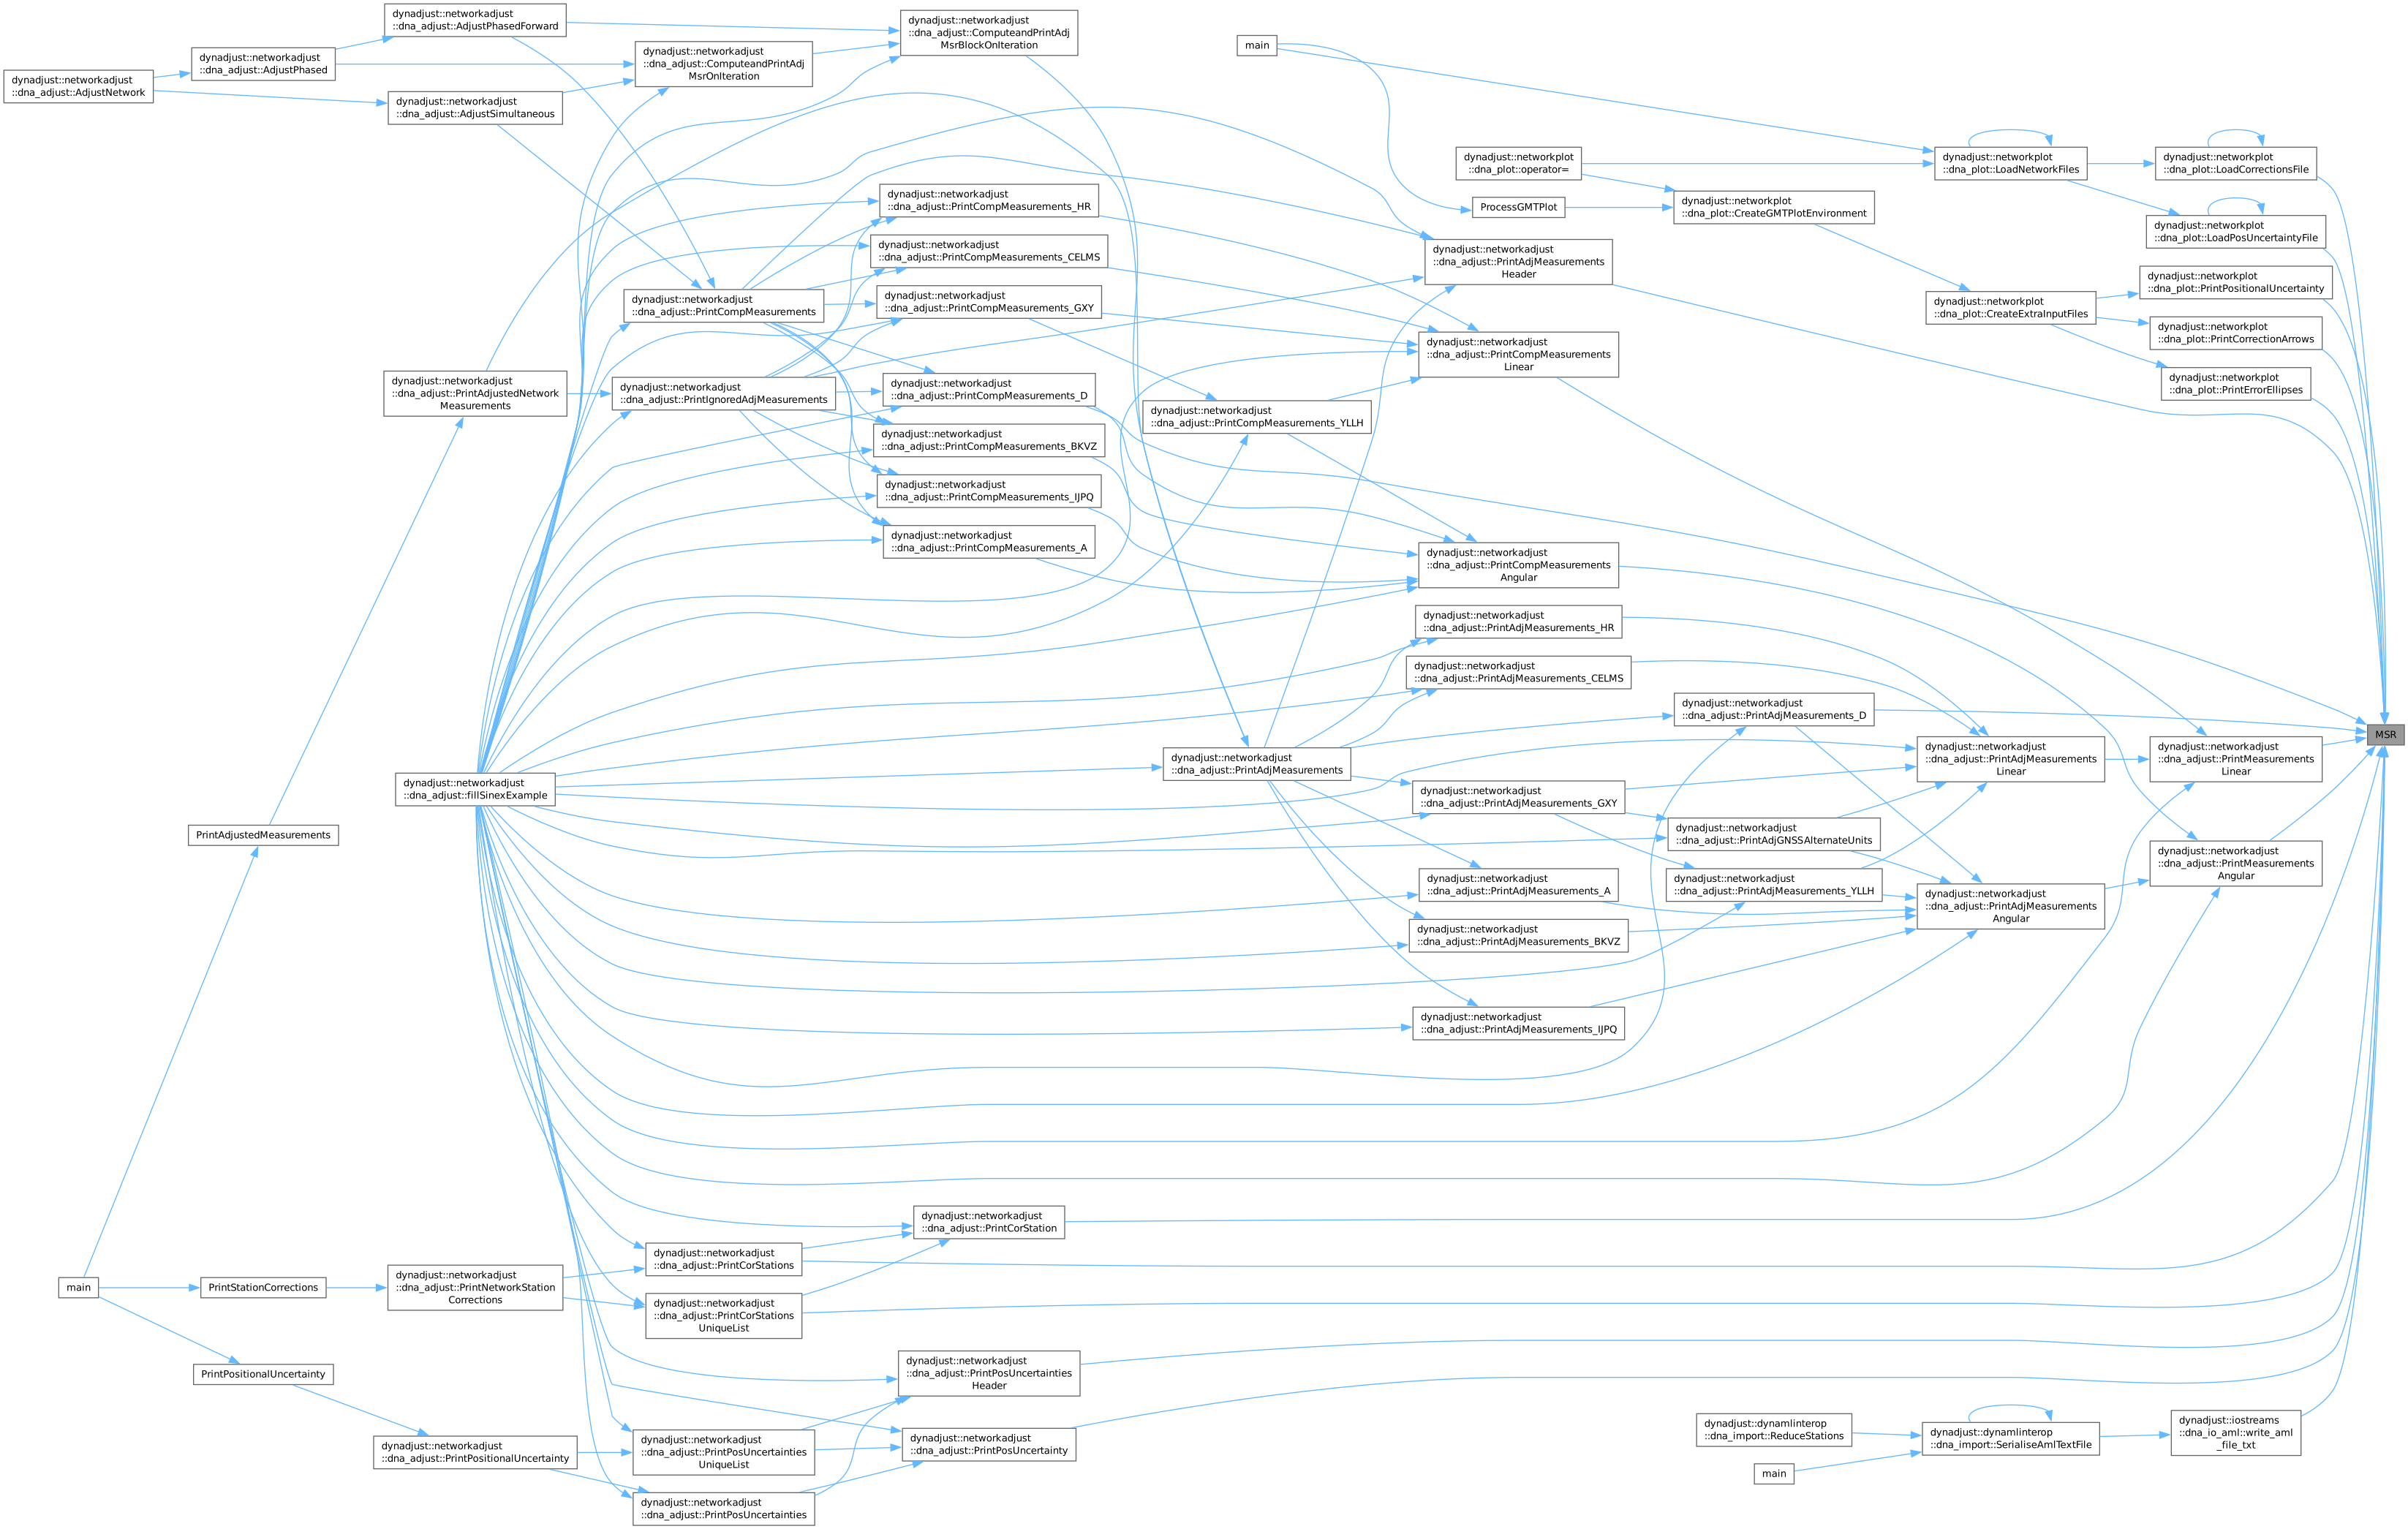 dynadjust::networkadjust
::dna_adjust::AdjustNetwork
dynadjust::networkadjust
::dna_adjust::AdjustPhased
dynadjust::networkadjust
::dna_adjust::AdjustPhasedForward
dynadjust::networkadjust
::dna_adjust::AdjustSimultaneous
dynadjust::networkadjust
::dna_adjust::ComputeandPrintAdj
MsrOnIteration
dynadjust::networkadjust
::dna_adjust::ComputeandPrintAdj
MsrBlockOnIteration
main
dynadjust::networkplot
::dna_plot::operator=
ProcessGMTPlot
dynadjust::networkplot
::dna_plot::CreateGMTPlotEnvironment
dynadjust::networkplot
::dna_plot::LoadNetworkFiles
dynadjust::networkplot
::dna_plot::LoadCorrectionsFile
dynadjust::networkplot
::dna_plot::LoadPosUncertaintyFile
dynadjust::networkplot
::dna_plot::PrintPositionalUncertainty
dynadjust::networkplot
::dna_plot::CreateExtraInputFiles
dynadjust::networkplot
::dna_plot::PrintCorrectionArrows
dynadjust::networkplot
::dna_plot::PrintErrorEllipses
dynadjust::networkadjust
::dna_adjust::PrintCompMeasurements_HR
dynadjust::networkadjust
::dna_adjust::PrintCompMeasurements_CELMS
dynadjust::networkadjust
::dna_adjust::PrintAdjMeasurements
Header
dynadjust::networkadjust
::dna_adjust::PrintCompMeasurements
dynadjust::networkadjust
::dna_adjust::PrintCompMeasurements_GXY
dynadjust::networkadjust
::dna_adjust::PrintCompMeasurements
Linear
dynadjust::networkadjust
::dna_adjust::PrintAdjustedNetwork
Measurements
dynadjust::networkadjust
::dna_adjust::PrintIgnoredAdjMeasurements
dynadjust::networkadjust
::dna_adjust::PrintCompMeasurements_D
dynadjust::networkadjust
::dna_adjust::PrintCompMeasurements_YLLH
dynadjust::networkadjust
::dna_adjust::PrintCompMeasurements_BKVZ
dynadjust::networkadjust
::dna_adjust::PrintCompMeasurements_IJPQ
dynadjust::networkadjust
::dna_adjust::PrintCompMeasurements_A
dynadjust::networkadjust
::dna_adjust::PrintCompMeasurements
Angular
dynadjust::networkadjust
::dna_adjust::PrintAdjMeasurements_HR
dynadjust::networkadjust
::dna_adjust::PrintAdjMeasurements_CELMS
dynadjust::networkadjust
::dna_adjust::PrintAdjMeasurements_D
MSR
dynadjust::networkadjust
::dna_adjust::PrintAdjMeasurements
dynadjust::networkadjust
::dna_adjust::PrintAdjMeasurements
Linear
dynadjust::networkadjust
::dna_adjust::PrintMeasurements
Linear
dynadjust::networkadjust
::dna_adjust::fillSinexExample
dynadjust::networkadjust
::dna_adjust::PrintAdjMeasurements_GXY
dynadjust::networkadjust
::dna_adjust::PrintAdjGNSSAlternateUnits
PrintAdjustedMeasurements
dynadjust::networkadjust
::dna_adjust::PrintMeasurements
Angular
dynadjust::networkadjust
::dna_adjust::PrintAdjMeasurements_A
dynadjust::networkadjust
::dna_adjust::PrintAdjMeasurements_YLLH
dynadjust::networkadjust
::dna_adjust::PrintAdjMeasurements
Angular
dynadjust::networkadjust
::dna_adjust::PrintAdjMeasurements_BKVZ
dynadjust::networkadjust
::dna_adjust::PrintAdjMeasurements_IJPQ
dynadjust::networkadjust
::dna_adjust::PrintCorStation
dynadjust::networkadjust
::dna_adjust::PrintCorStations
main
PrintStationCorrections
dynadjust::networkadjust
::dna_adjust::PrintNetworkStation
Corrections
dynadjust::networkadjust
::dna_adjust::PrintCorStations
UniqueList
PrintPositionalUncertainty
dynadjust::networkadjust
::dna_adjust::PrintPosUncertainties
Header
dynadjust::networkadjust
::dna_adjust::PrintPositionalUncertainty
dynadjust::networkadjust
::dna_adjust::PrintPosUncertainties
UniqueList
dynadjust::networkadjust
::dna_adjust::PrintPosUncertainty
dynadjust::networkadjust
::dna_adjust::PrintPosUncertainties
dynadjust::dynamlinterop
::dna_import::ReduceStations
main
dynadjust::dynamlinterop
::dna_import::SerialiseAmlTextFile
dynadjust::iostreams
::dna_io_aml::write_aml
_file_txt